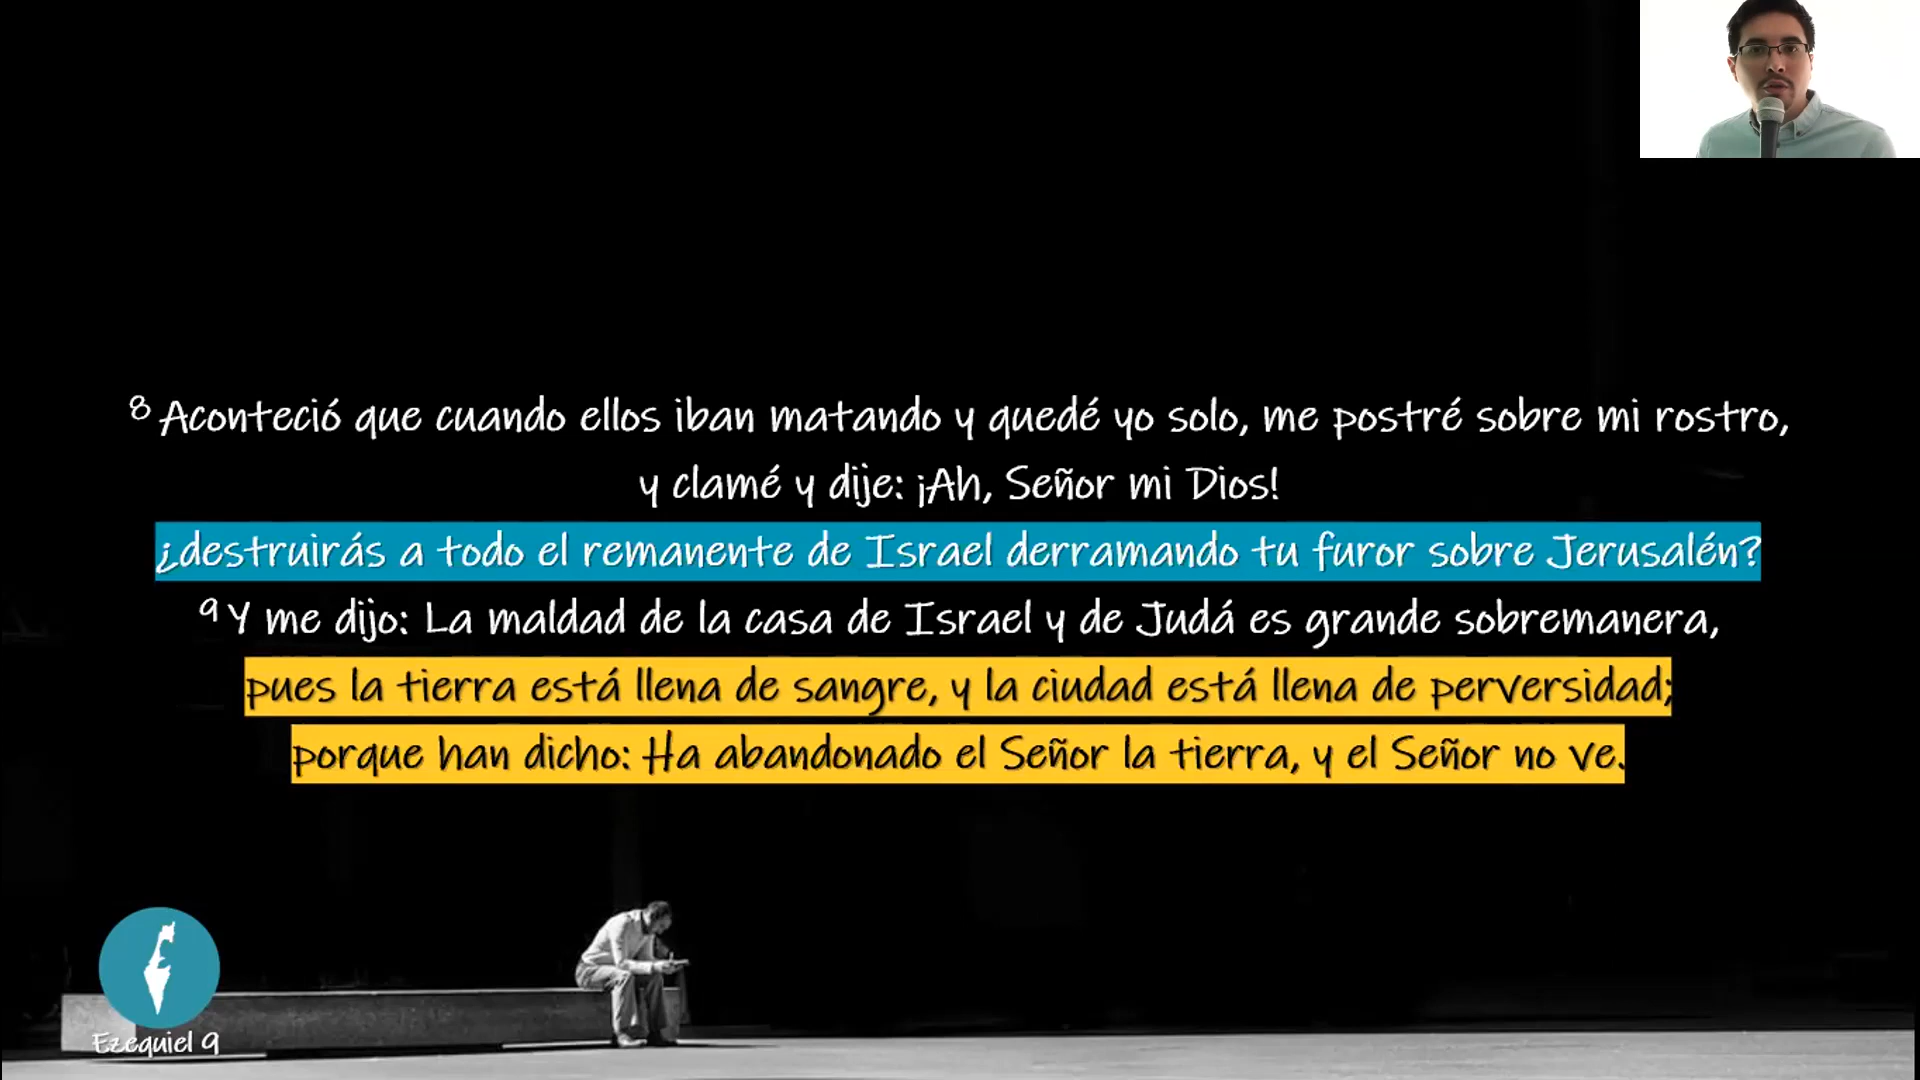 ⁸ Aconteció que cuando ellos iban matando y quedé yo solo, me postré sobre mi rostro,
y clamé y dije: ¡Ah, Señor mi Dios!
¿destruirás a todo el remanente de Israel derramando tu furor sobre Jerusalén?
⁹ Y me dijo: La maldad de la casa de Israel y de Judá es grande sobremanera,
pues la tierra está llena de sangre, y la ciudad está llena de perversidad;
porque han dicho: Ha abandonado el Señor la tierra, y el Señor no ve.
Ezequiel 9